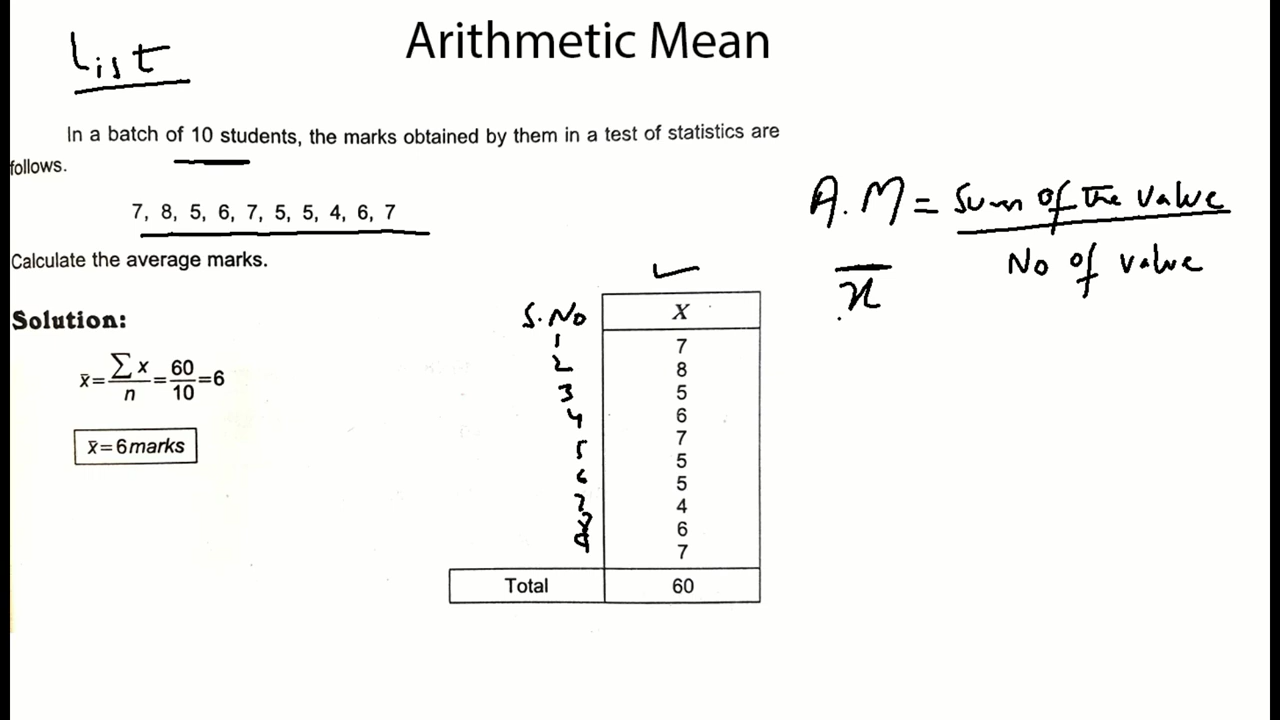 List
Arithmetic Mean
In a batch of 10 students, the marks obtained by them in a test of statistics are
follows.
7, 8, 5, 6, 7, 5, 5, 4, 6, 7
Calculate the average marks.
A.M = Sum of the value
No of value
x̄
Solution:
x̄ = ∑x/n = 60/10 = 6
x̄ = 6 marks
S.No X
1 7
2 8
3 5
4 6
5 7
6 5
7 5
4
6
7
Total 60